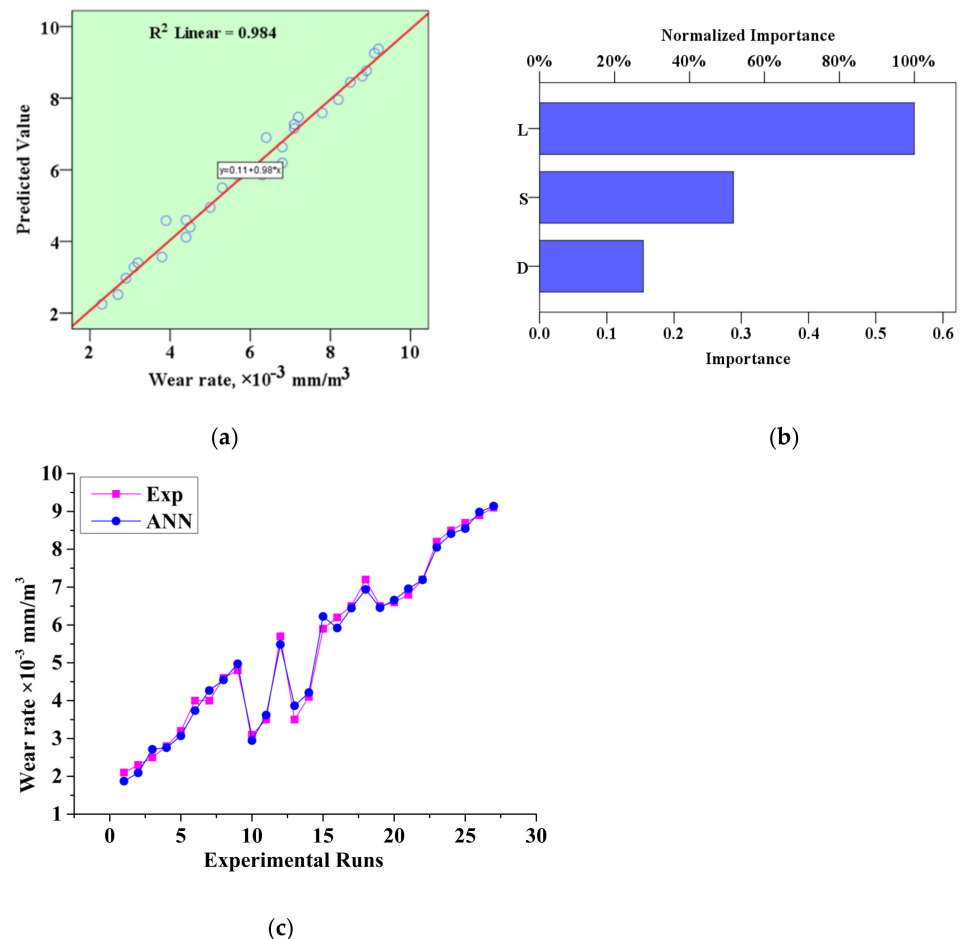 R² Linear = 0.984
10
8
6
4
2
Predicted Value
y=0.11+0.98*x
2 4 6 8 10
Wear rate, ×10⁻³ mm/m³
(a)
Normalized Importance
0% 20% 40% 60% 80% 100%
L
S
D
0.0 0.1 0.2 0.3 0.4 0.5 0.6
Importance
(b)
10
9
8
7
6
5
4
3
2
1
Wear rate ×10⁻³ mm/m³
Exp
ANN
0 5 10 15 20 25 30
Experimental Runs
(c)